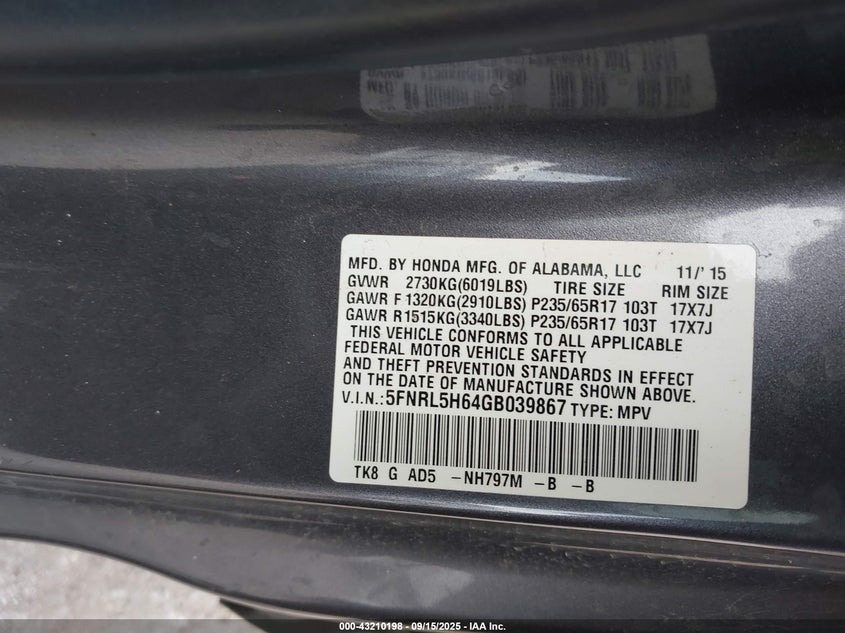 MFD. BY HONDA MFG. OF ALABAMA, LLC 11/' 15
GVWR 2730KG(6019LBS) TIRE SIZE RIM SIZE
GAWR F 1320KG(2910LBS) P235/65R17 103T 17X7J
GAWR R1515KG(3340LBS) P235/65R17 103T 17X7J
THIS VEHICLE CONFORMS TO ALL APPLICABLE
FEDERAL MOTOR VEHICLE SAFETY
AND THEFT PREVENTION STANDARDS IN EFFECT
ON THE DATE OF MANUFACTURE SHOWN ABOVE.
V.I.N.:5FNRL5H64GB039867 TYPE: MPV
TK8 G AD5 -NH797M -B -B
000-43210198 - 09/15/2025 - IAA Inc.